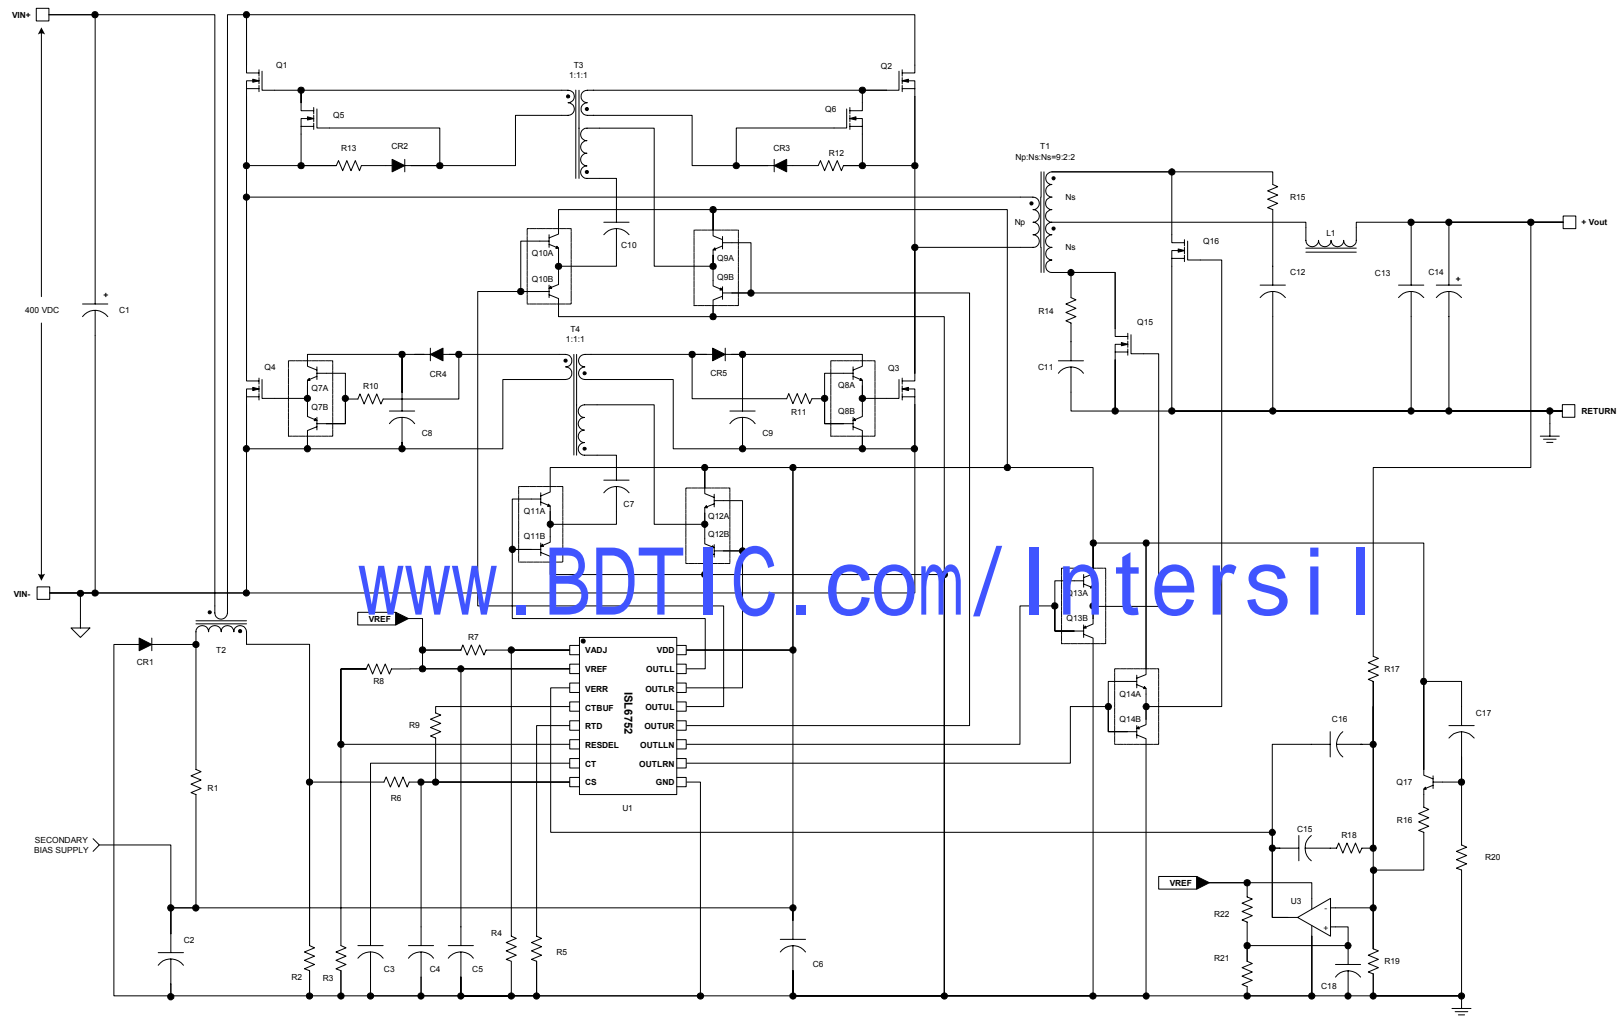 VIN+
Q1
T3
1:1:1
Q2
Q5
Q6
R13
CR2
CR3
R12
T1
Np:Ns:Ns=9:2:2
Ns
R15
Np
+ Vout
L1
Q16
Ns
Q10A
Q10B
C10
Q9A
Q9B
C12
C13
C14
+
400 VDC
+
C1
R14
Q15
T4
1:1:1
Q4
CR4
CR5
Q3
Q7A
Q7B
R10
C8
R11
C9
Q8A
Q8B
C11
RETURN
Q11A
Q11B
C7
Q12A
Q12B
www.BDTIC.com/Intersil
Q13A
Q13B
VIN-
VREF
CR1
T2
R7
R8
R9
VADJ
VREF
VERR
CTBUF
RTD
RESDEL
CT
CS
ISL6752
VDD
OUTLL
OUTLR
OUTUL
OUTUR
OUTLLN
OUTLRN
GND
U1
Q14A
Q14B
R17
C16
C17
Q17
R16
R1
R6
SECONDARY
BIAS SUPPLY
C15
R18
R20
VREF
U3
-
+
R22
R21
C18
R19
C2
R2
R3
C3
C4
C5
R4
R5
C6